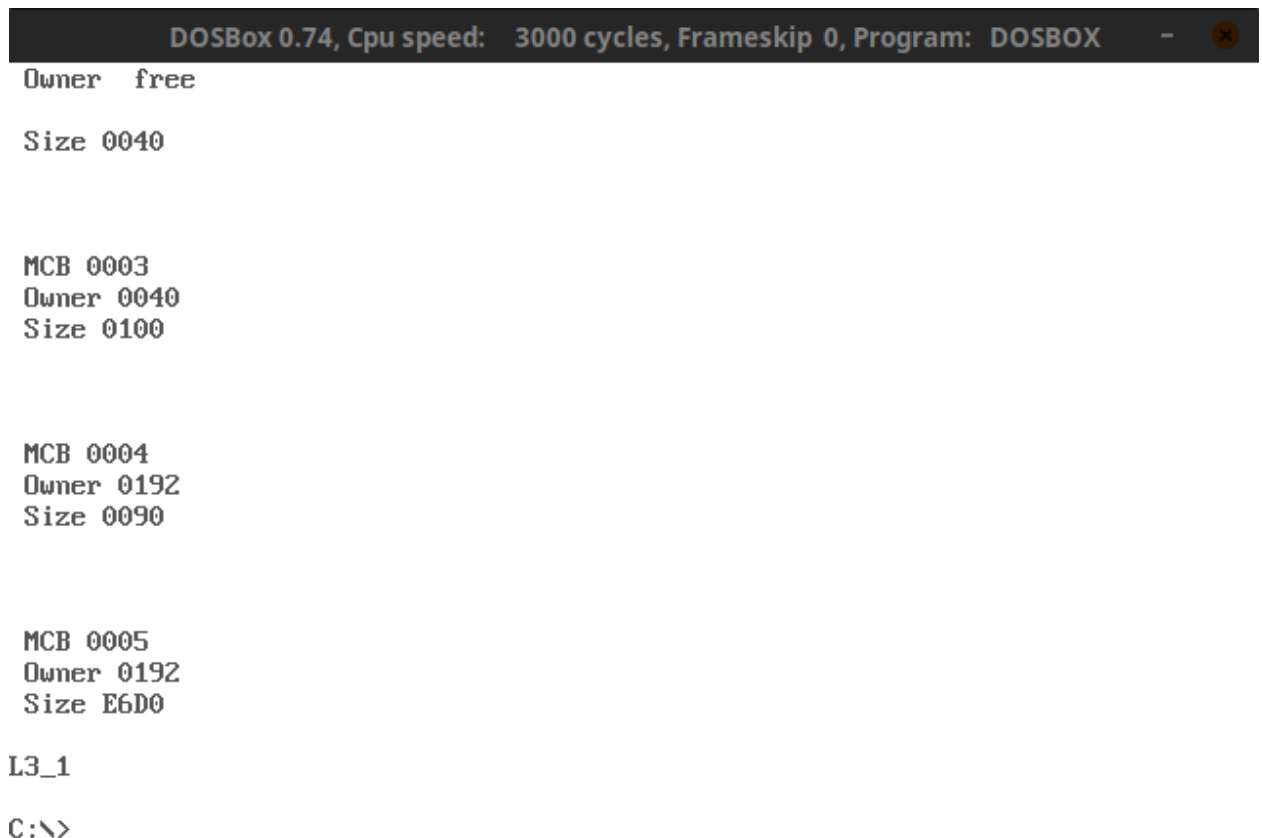 DOSBox 0.74, Cpu speed: 3000 cycles, Frameskip 0, Program: DOSBOX
Owner free
Size 0040
MCB 0003
Owner 0040
Size 0100
MCB 0004
Owner 0192
Size 0090
MCB 0005
Owner 0192
Size E6D0
L3_1
C:\>